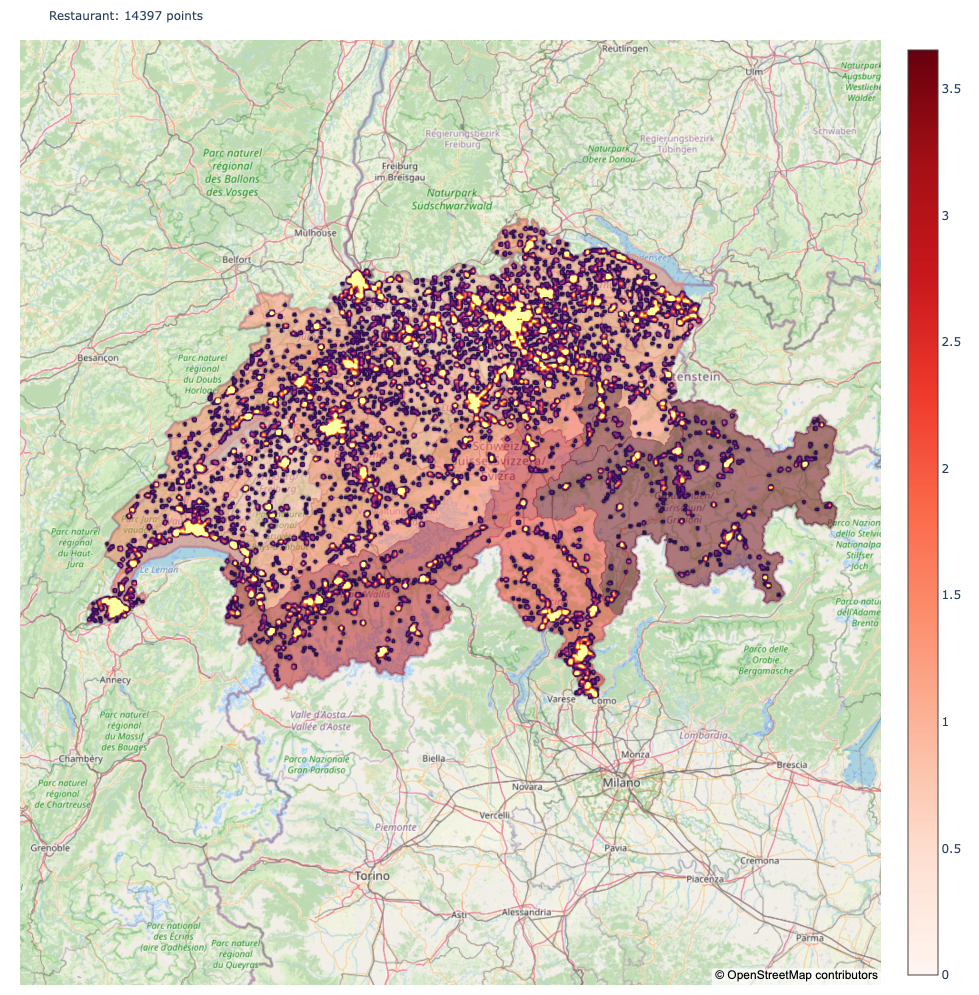 Restaurant: 14397 points
Reutlingen
Ulm
Naturpark
Augsburg
Westliche
Wälder
Schwaben
Regierungsbezirk
Freiburg
Regierungsbezirk
Tübingen
Naturpark
Obere Donau
Parc naturel
régional
des Ballons
des Vosges
Freiburg
im Breisgau
Naturpark
Südschwarzwald
Mulhouse
Belfort
Besançon
Parc naturel
régional
du Doubs
Horloger
tenstein
Schweiz/
vizra
Parc naturel
régional
du Haut-
Jura
Le Léman
Wallis
Parco Nazionale
dello Stelvio
Nationalpark
Stilfser
Joch
Parco natu
dell'Adame
Brenta
Parco delle
Orobie
Bergamasche
Annecy
Varese
Como
Valle d'Aosta /
Vallée d'Aoste
Parc naturel
régional
du Massif
des Bauges
Lombardia
Chambéry
Parco Nazionale
Gran Paradiso
Biella
Monza
Brescia
Parc naturel
régional
de Chartreuse
Novara
Milano
Vercelli
Piemonte
Grenoble
Pavia
Cremona
Torino
Piacenza
Asti
Alessandria
Parc national
des Écrins
(aire d'adhésion)
Parc naturel
régional
du Queyras
Parma
© OpenStreetMap contributors
3.5
3
2.5
2
1.5
1
0.5
0